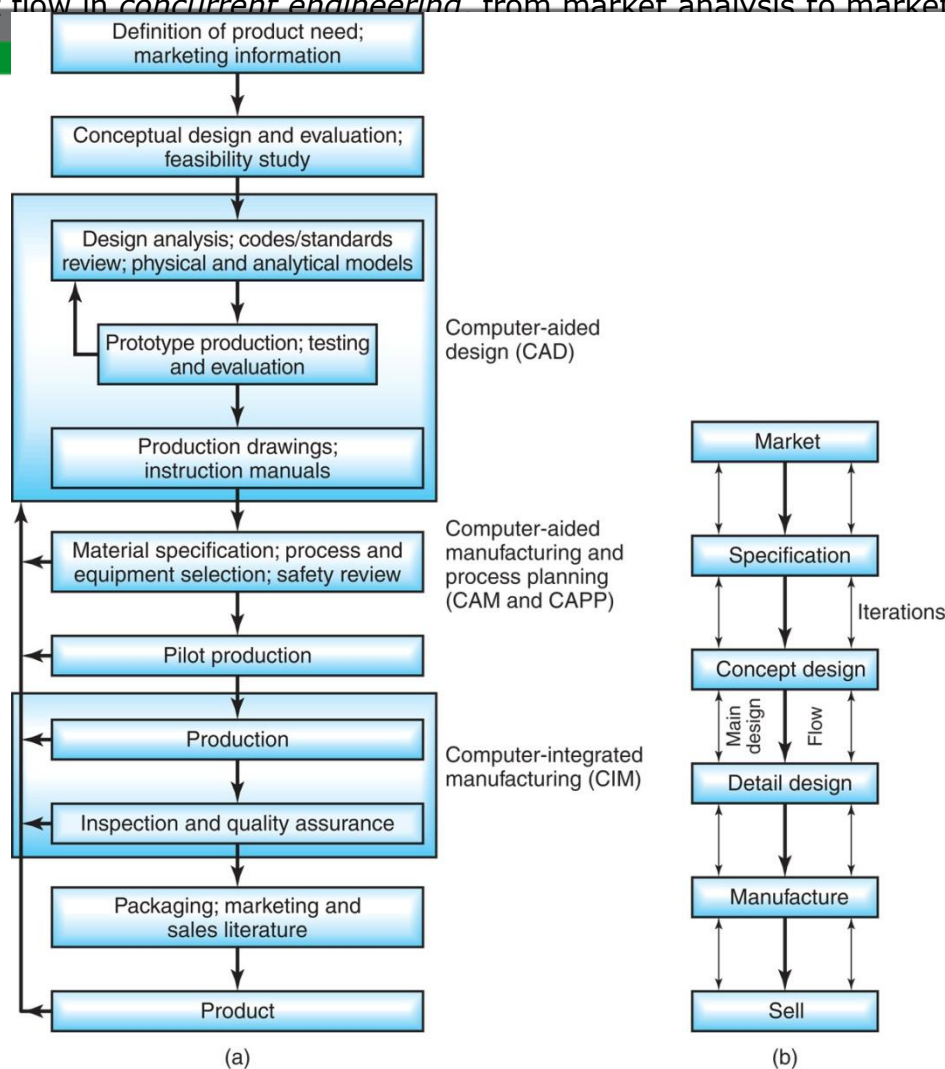 flow in concurrent engineering, from market analysis to market
Definition of product need;
marketing information
Conceptual design and evaluation;
feasibility study
Design analysis; codes/standards
review; physical and analytical models
Prototype production; testing
and evaluation
Production drawings;
instruction manuals
Computer-aided
design (CAD)
Material specification; process and
equipment selection; safety review
Computer-aided
manufacturing and
process planning
(CAM and CAPP)
Pilot production
Production
Inspection and quality assurance
Computer-integrated
manufacturing (CIM)
Packaging; marketing and
sales literature
Product
(a)
Market
Specification
Iterations
Concept design
Main
design
Flow
Detail design
Manufacture
Sell
(b)